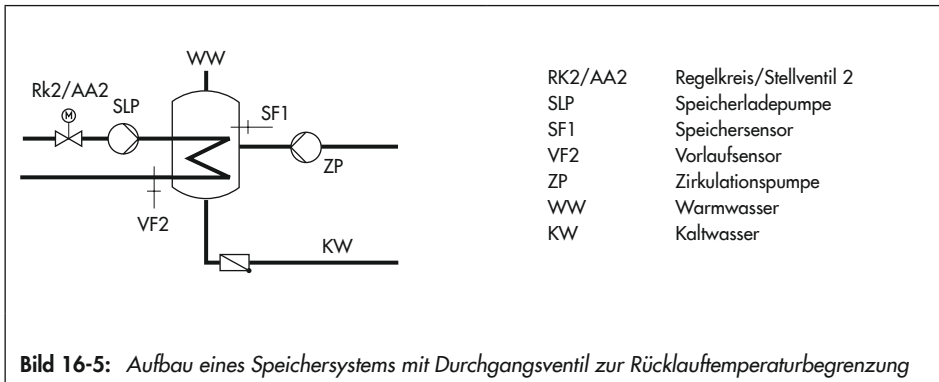 WW
Rk2/AA2
M
SLP
SF1
ZP
VF2
KW
RK2/AA2 Regelkreis/Stellventil 2
SLP Speicherladepumpe
SF1 Speichersensor
VF2 Vorlaufsensor
ZP Zirkulationspumpe
WW Warmwasser
KW Kaltwasser
Bild 16-5: Aufbau eines Speichersystems mit Durchgangsventil zur Rücklauftemperaturbegrenzung